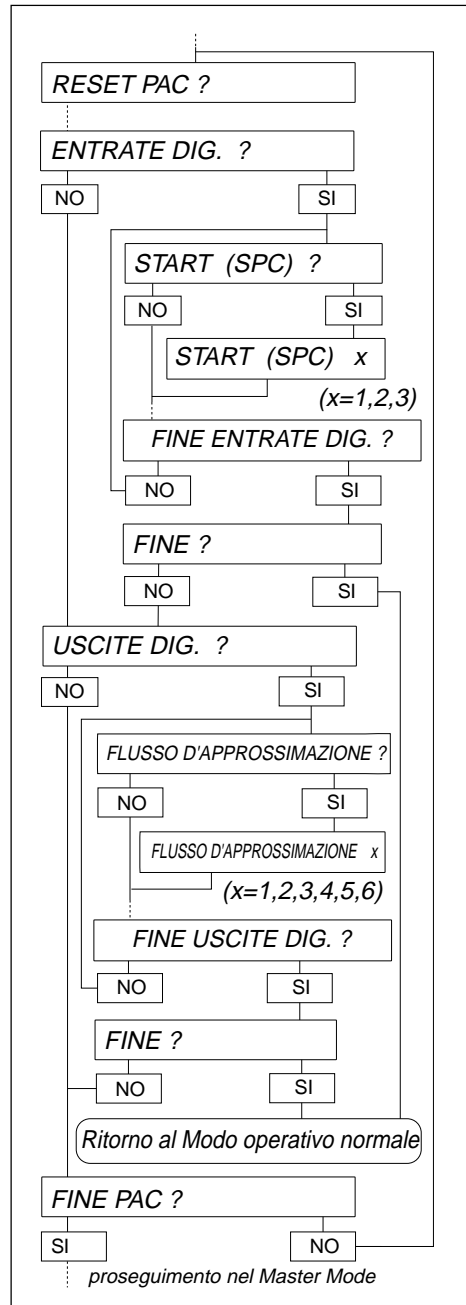 RESET PAC ?
ENTRATE DIG. ?
NO SI
START (SPC) ?
NO SI
START (SPC) x
(x=1,2,3)
FINE ENTRATE DIG. ?
NO SI
FINE ?
NO SI
USCITE DIG. ?
NO SI
FLUSSO D'APPROSSIMAZIONE ?
NO SI
FLUSSO D'APPROSSIMAZIONE x
(x=1,2,3,4,5,6)
FINE USCITE DIG. ?
NO SI
FINE ?
NO SI
Ritorno al Modo operativo normale
FINE PAC ?
SI NO
proseguimento nel Master Mode